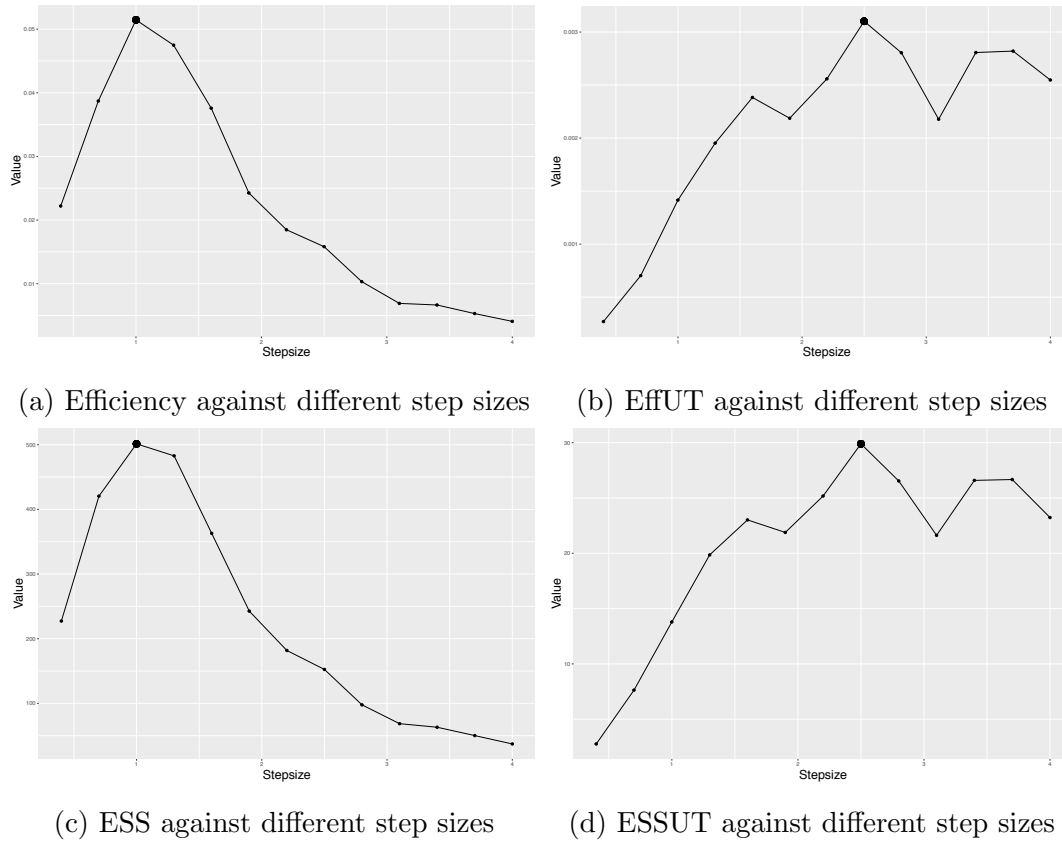 0.05
0.04
0.03
0.02
0.01
Value
1
2
3
4
Stepsize
(a) Efficiency against different step sizes
0.003
0.002
0.001
Value
1
2
3
4
Stepsize
(b) EffUT against different step sizes
500
400
300
200
100
Value
1
2
3
4
Stepsize
(c) ESS against different step sizes
30
20
10
Value
1
2
3
4
Stepsize
(d) ESSUT against different step sizes